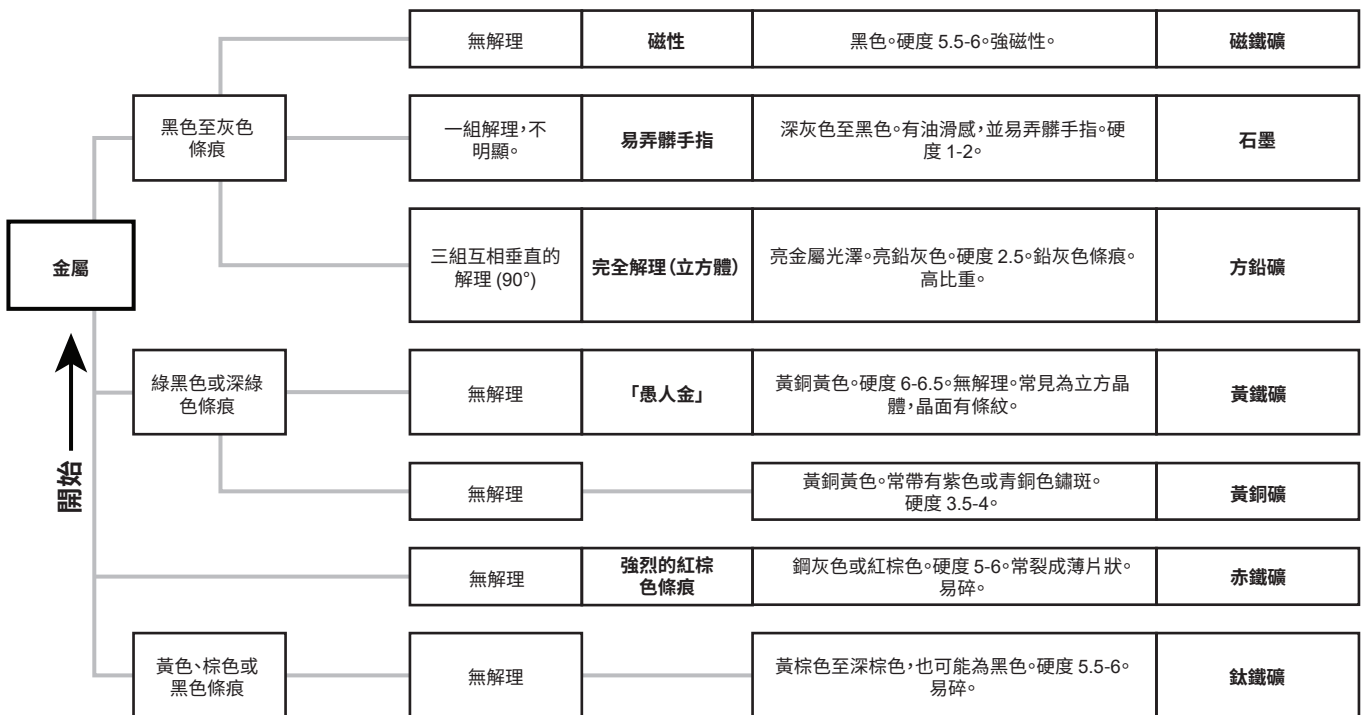 無解理
磁性
黑色。硬度 5.5-6。強磁性。
磁鐵礦
黑色至灰色
條痕
一組解理,不
明顯。
易弄髒手指
深灰色至黑色。有油滑感,並易弄髒手指。硬
度 1-2。
石墨
金屬
三組互相垂直的
解理 (90°)
完全解理(立方體)
亮金屬光澤。亮鉛灰色。硬度 2.5。鉛灰色條痕。
高比重。
方鉛礦
綠黑色或深綠
色條痕
無解理
「愚人金」
黃銅黃色。硬度 6-6.5。無解理。常見為立方晶
體,晶面有條紋。
黃鐵礦
開始
無解理
黃銅黃色。常帶有紫色或青銅色鏽斑。
硬度 3.5-4。
黃銅礦
無解理
強烈的紅棕
色條痕
鋼灰色或紅棕色。硬度 5-6。常裂成薄片狀。
易碎。
赤鐵礦
黃色、棕色或
黑色條痕
無解理
黃棕色至深棕色,也可能為黑色。硬度 5.5-6。
易碎。
鈦鐵礦